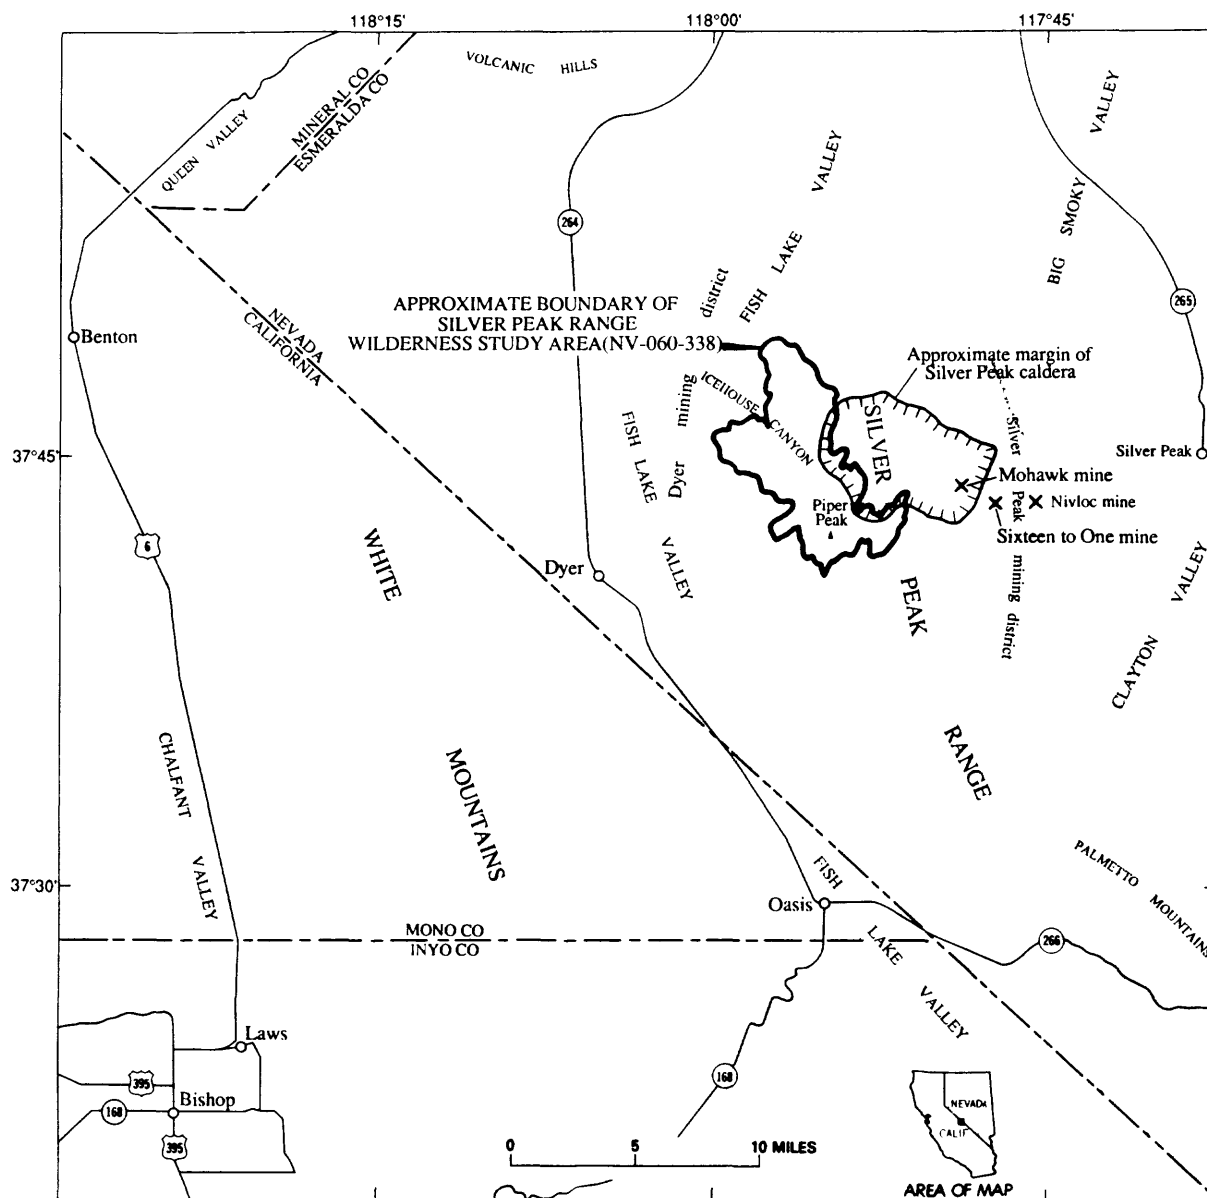 118°15'
118°00'
117°45'
VOLCANIC HILLS
MINERAL CO
ESMERALDA CO
QUEEN VALLEY
FISH LAKE VALLEY
BIG SMOKY VALLEY
264
265
NEVADA
CALIFORNIA
APPROXIMATE BOUNDARY OF
SILVER PEAK RANGE
WILDERNESS STUDY AREA(NV-060-338)
Benton
Approximate margin of
Silver Peak caldera
Dyer mining district
ICEHOUSE CANYON
FISH LAKE VALLEY
SILVER PEAK RANGE
Silver Peak mining district
Silver Peak
37°45'
Mohawk mine
Nivloc mine
Sixteen to One mine
Piper
Peak
6
WHITE MOUNTAINS
Dyer
CLAYTON VALLEY
CHALFANT VALLEY
PALMETTO MOUNTAINS
37°30'
FISH LAKE VALLEY
Oasis
MONO CO
INYO CO
266
Laws
168
395
Bishop
168
395
0 5 10 MILES
NEVADA
CALIF
AREA OF MAP